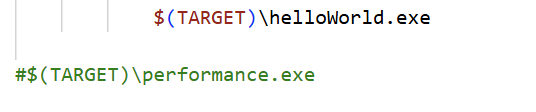 $(TARGET)\helloWorld.exe
#$(TARGET)\performance.exe